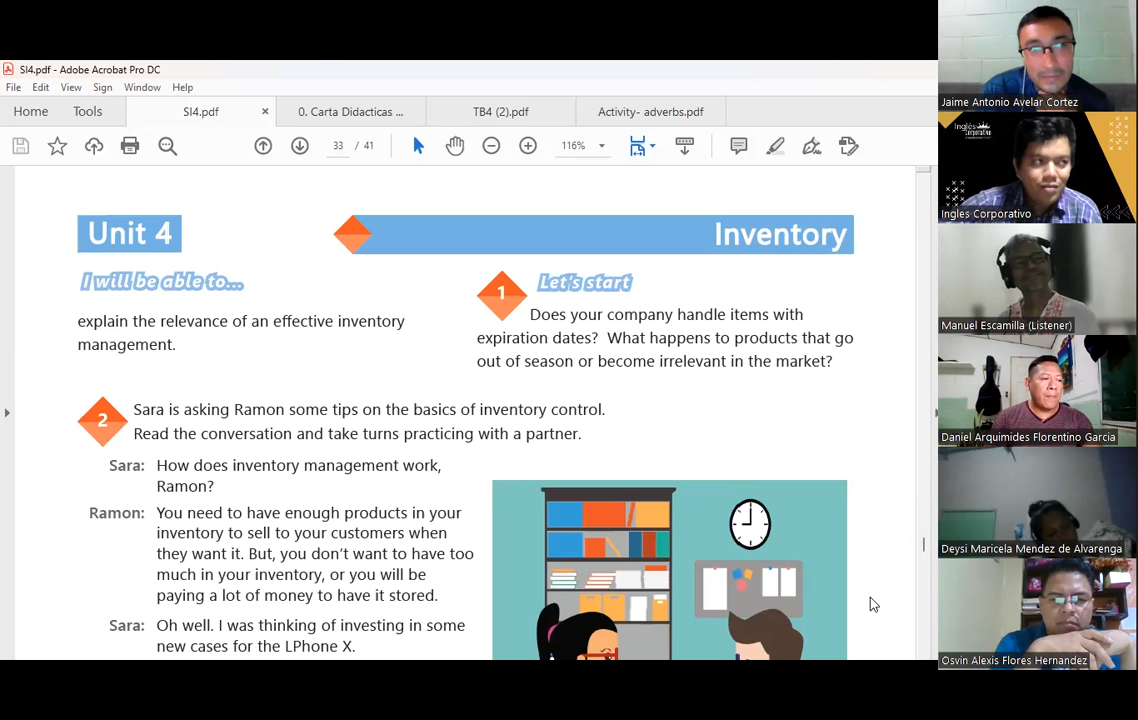 SI4.pdf - Adobe Acrobat Pro DC
File Edit View Sign Window Help
Home Tools SI4.pdf × 0. Carta Didacticas ... TB4 (2).pdf Activity- adverbs.pdf
33 / 41 116%
Unit 4 Inventory
I will be able to...
explain the relevance of an effective inventory
management.
1 Let's start
Does your company handle items with
expiration dates? What happens to products that go
out of season or become irrelevant in the market?
2 Sara is asking Ramon some tips on the basics of inventory control.
Read the conversation and take turns practicing with a partner.
Sara: How does inventory management work,
Ramon?
Ramon: You need to have enough products in your
inventory to sell to your customers when
they want it. But, you don't want to have too
much in your inventory, or you will be
paying a lot of money to have it stored.
Sara: Oh well. I was thinking of investing in some
new cases for the LPhone X.
Jaime Antonio Avelar Cortez
Inglés
Corporativo
Ingles Corporativo
Manuel Escamilla (Listener)
Daniel Arquimides Florentino Garcia
Deysi Maricela Mendez de Alvarenga
Osvin Alexis Flores Hernandez